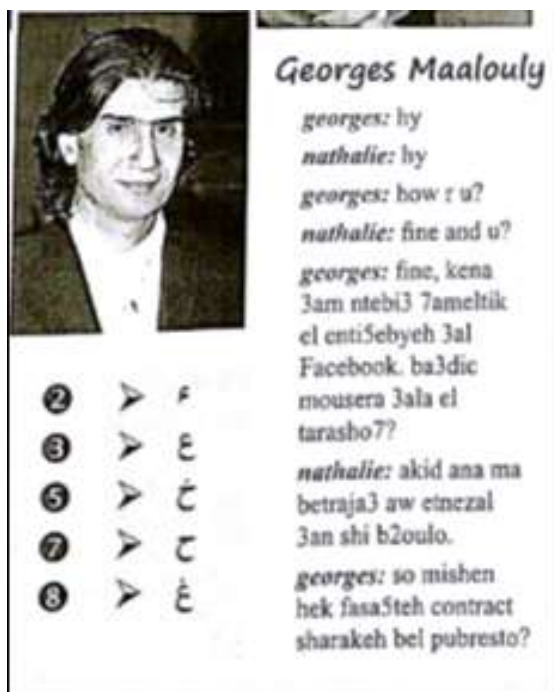 Georges Maalouly
georges: hy
nathalie: hy
georges: how r u?
nathalie: fine and u?
georges: fine, kena
3am ntebi3 7ameltik
el enti5ebyeh 3al
Facebook. ba3dic
mousera 3ala el
tarasho7?
nathalie: akid ana ma
betraja3 aw etnezal
3an shi b2oulo.
georges: so mishen
hek fasa5teh contract
sharakeh bel pubresto?
2 ➢ ء
3 ➢ ع
5 ➢ خ
7 ➢ ح
8 ➢ غ